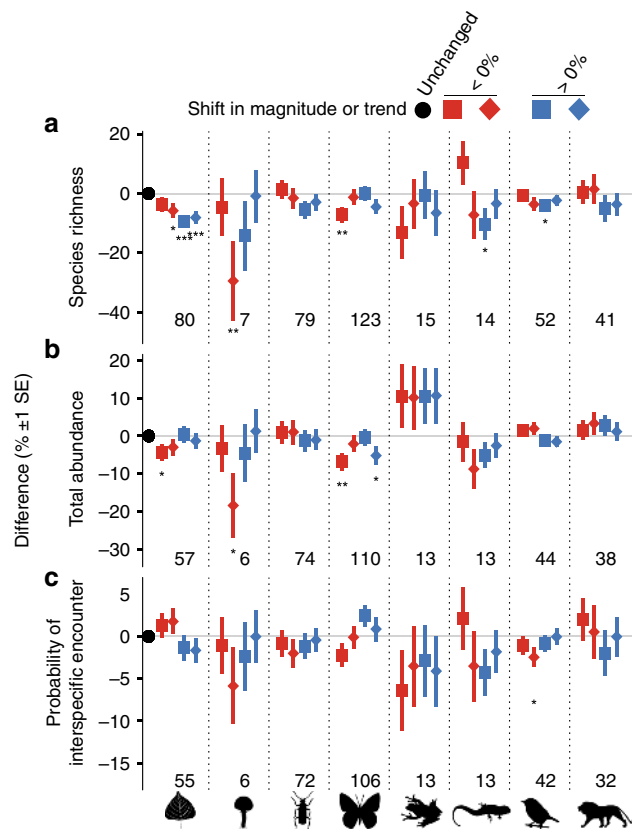 Unchanged
< 0%
> 0%
Shift in magnitude or trend
a
20
0
−20
−40
Species richness
* *** *** ** ** * *
80 7 79 123 15 14 52 41
b
20
10
0
−10
−20
−30
Total abundance
* * ** *
57 6 74 110 13 13 44 38
Difference (% ±1 SE)
c
5
0
−5
−10
−15
Probability of
interspecific encounter
*
55 6 72 106 13 13 42 32